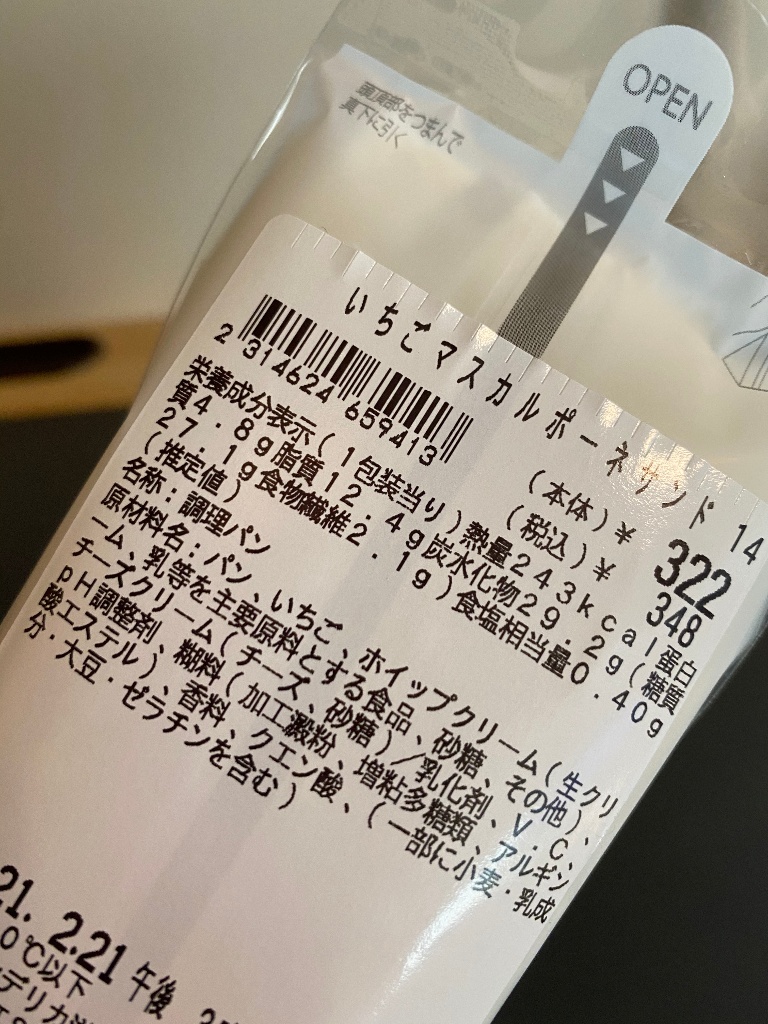 OPEN
頭頂部をつまんで
真下に引く
いちごマスカルポーネサンド 14
2 314624 659413
(本体)¥ 322
(税込)¥ 348
栄養成分表示(1包装当り)熱量243kcal蛋白
質4.8g脂質12.4g炭水化物29.2g(糖質
27.1g食物繊維2.1g)食塩相当量0.40g
(推定値)
名称:調理パン
原材料名:パン、いちご、ホイップクリーム(生クリ
ーム、乳等を主要原料とする食品、砂糖、その他)、
チーズクリーム(チーズ、砂糖)/乳化剤、V.C、
pH調整剤、糊料(加工澱粉、増粘多糖類、アルギン
酸エステル)、香料、クエン酸、(一部に小麦・乳成
分・大豆・ゼラチンを含む)
21. 2.21 午後
0℃以下
デリカ